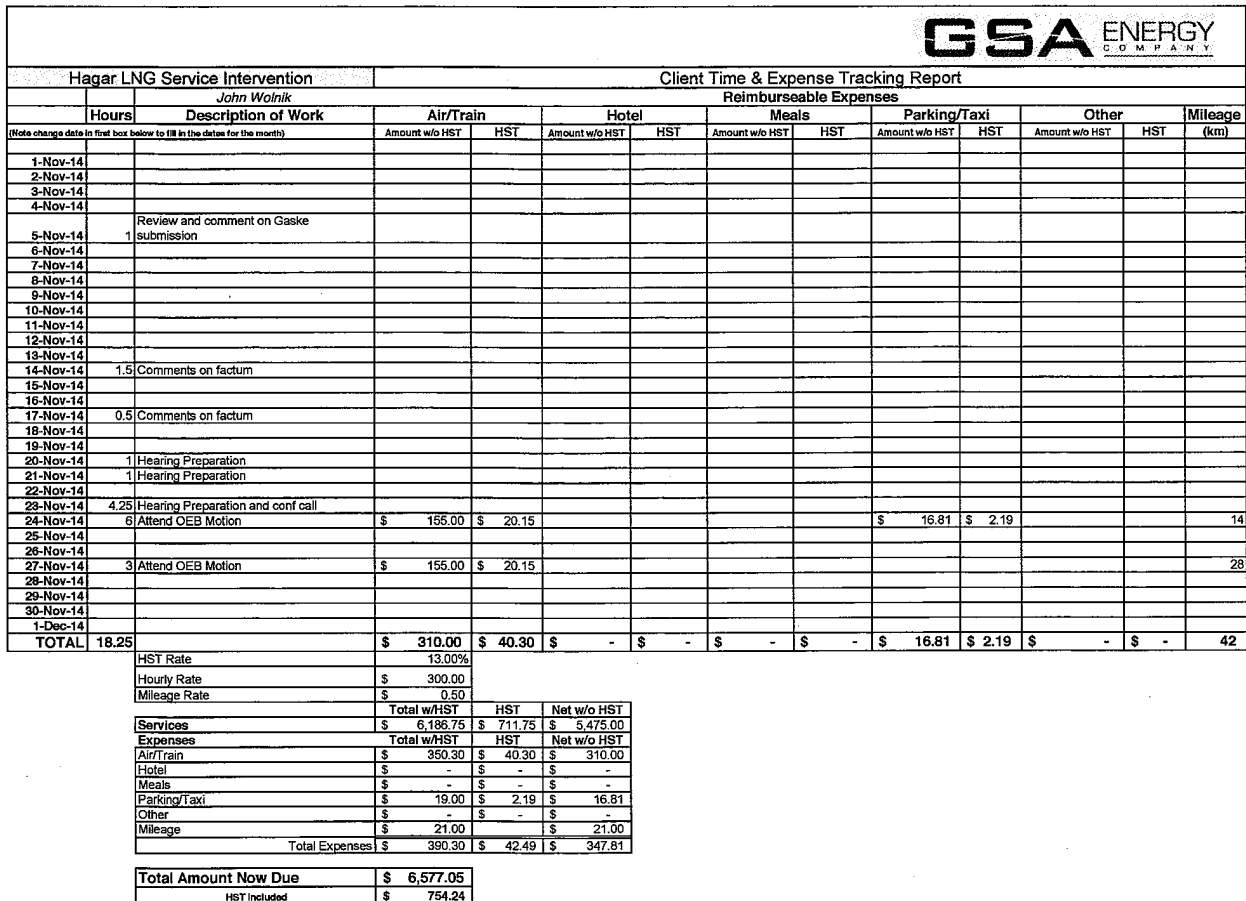 GSA ENERGY
COMPANY
Hagar LNG Service Intervention Client Time & Expense Tracking Report
John Wolnik Reimburseable Expenses
Hours Description of Work Air/Train Hotel Meals Parking/Taxi Other Mileage
(Note change date in first box below to fill in the dates for the month) Amount w/o HST HST Amount w/o HST HST Amount w/o HST HST Amount w/o HST HST Amount w/o HST HST (km)
1-Nov-14
2-Nov-14
3-Nov-14
4-Nov-14
Review and comment on Gaske
5-Nov-14 1 submission
6-Nov-14
7-Nov-14
8-Nov-14
9-Nov-14
10-Nov-14
11-Nov-14
12-Nov-14
13-Nov-14
14-Nov-14 1.5 Comments on factum
15-Nov-14
16-Nov-14
17-Nov-14 0.5 Comments on factum
18-Nov-14
19-Nov-14
20-Nov-14 1 Hearing Preparation
21-Nov-14 1 Hearing Preparation
22-Nov-14
23-Nov-14 4.25 Hearing Preparation and conf call
24-Nov-14 6 Attend OEB Motion $ 155.00 $ 20.15 $ 16.81 $ 2.19 14
25-Nov-14
26-Nov-14
27-Nov-14 3 Attend OEB Motion $ 155.00 $ 20.15 28
28-Nov-14
29-Nov-14
30-Nov-14
1-Dec-14
TOTAL 18.25 $ 310.00 $ 40.30 $ - $ - $ - $ - $ 16.81 $ 2.19 $ - $ - 42
HST Rate 13.00%
Hourly Rate $ 300.00
Mileage Rate $ 0.50
Total w/HST HST Net w/o HST
Services $ 6,186.75 $ 711.75 $ 5,475.00
Expenses Total w/HST HST Net w/o HST
Air/Train $ 350.30 $ 40.30 $ 310.00
Hotel $ - $ - $ -
Meals $ - $ - $ -
Parking/Taxi $ 19.00 $ 2.19 $ 16.81
Other $ - $ - $ -
Mileage $ 21.00 $ 21.00
Total Expenses $ 390.30 $ 42.49 $ 347.81
Total Amount Now Due $ 6,577.05
HST Included $ 754.24